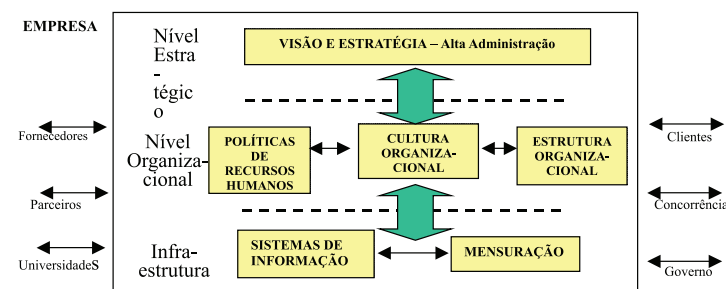 EMPRESA
Nível
Estra-
-
tégic
o
VISÃO E ESTRATÉGIA – Alta Administração
Fornecedores
Parceiros
UniversidadeS
Nível
Organiza-
cional
POLÍTICAS
DE
RECURSOS
HUMANOS
CULTURA
ORGANIZA-
CIONAL
ESTRUTURA
ORGANIZA-
CIONAL
Clientes
Concorrência
Governo
Infra-
estrutura
SISTEMAS DE
INFORMAÇÃO
MENSURAÇÃO